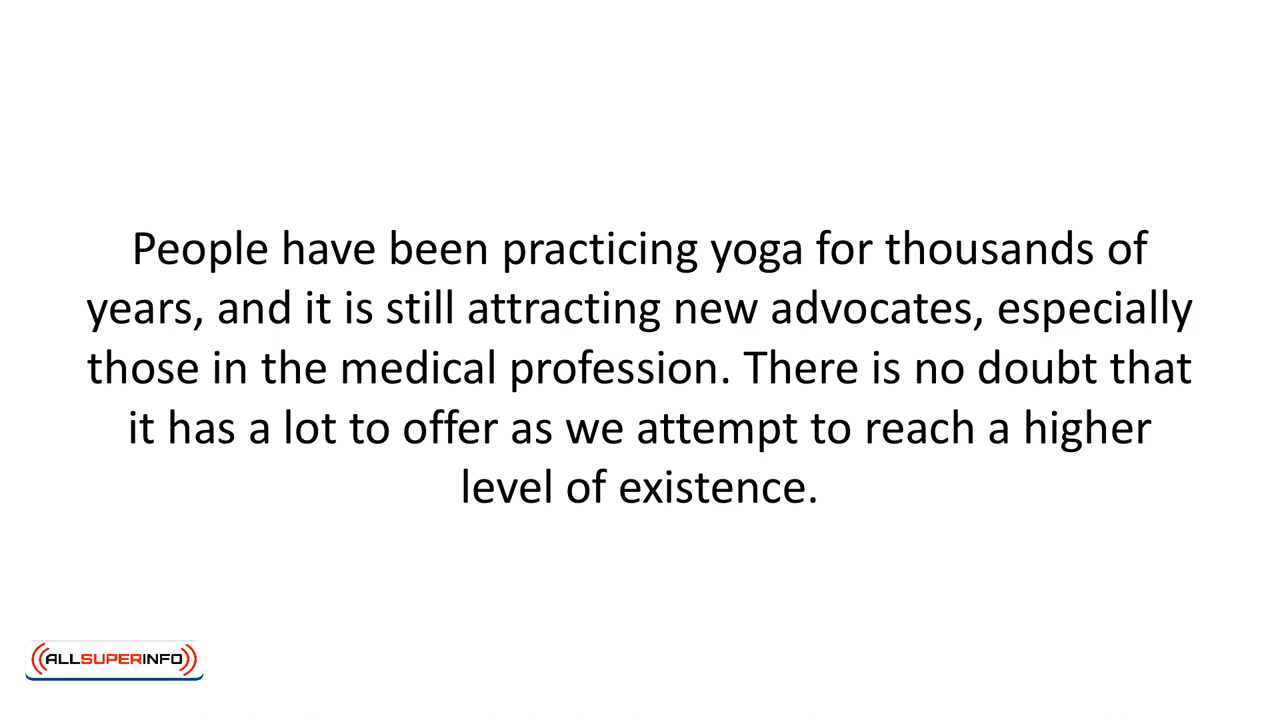 People have been practicing yoga for thousands of
years, and it is still attracting new advocates, especially
those in the medical profession. There is no doubt that
it has a lot to offer as we attempt to reach a higher
level of existence.
ALLSUPERINFO